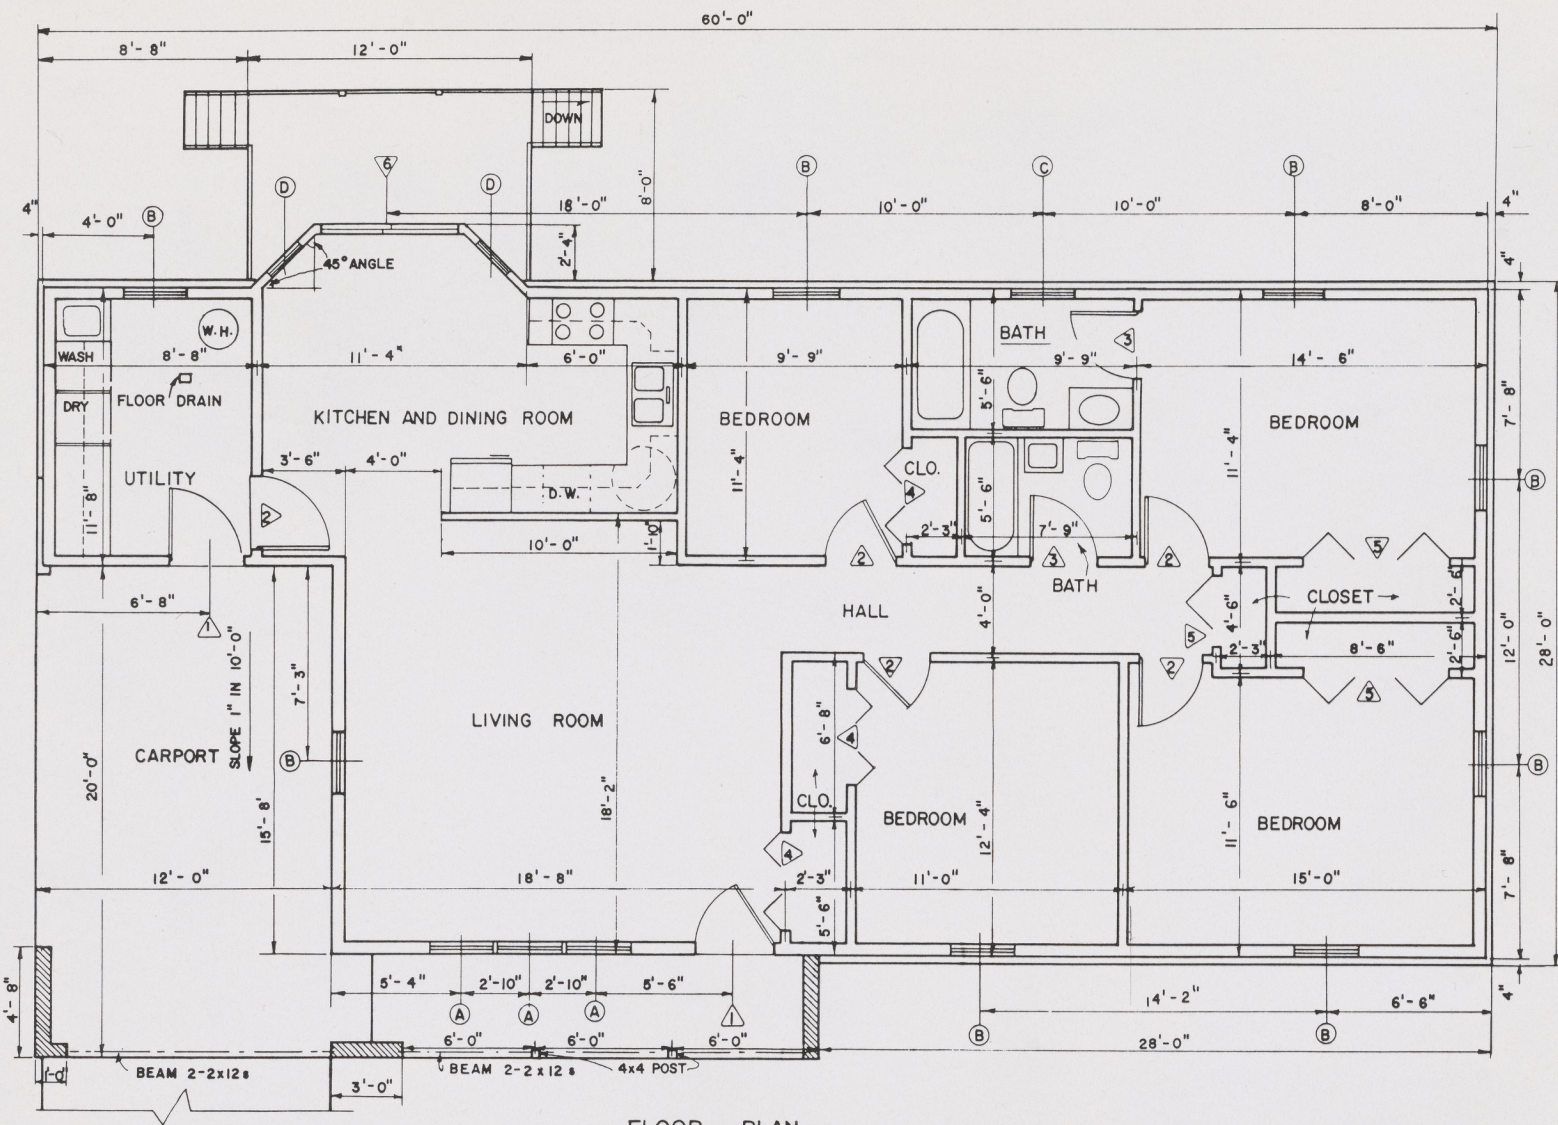 60'-0"
8'-8"
12'-0"
DOWN
6
B
C
B
D
D
8'-0"
4"
4'-0"
B
18'-0"
10'-0"
10'-0"
8'-0"
4"
2'-4"
45° ANGLE
4"
W.H.
BATH
3
WASH
8'-8"
11'-4"
6'-0"
9'-9"
9'-9"
14'-6"
DRY
FLOOR DRAIN
5'-6"
7'-8"
KITCHEN AND DINING ROOM
BEDROOM
BEDROOM
11'-4"
3'-6"
4'-0"
CLO.
11'-4"
UTILITY
D.W.
4
B
11'-8"
2
5'-6"
2'-3"
7'-9"
10'-0"
1'-10"
2
3
2
5
BATH
6'-8"
1
HALL
4'-0"
4'-6"
CLOSET
2'-6"
5
2'-3"
8'-6"
2'-6"
12'-0"
28'-0"
2
2
5
7'-3"
SLOPE 1" IN 10'-0"
LIVING ROOM
6'-8"
4
CARPORT
B
B
20'-0"
18'-2"
CLO.
BEDROOM
12'-4"
11'-6"
BEDROOM
15'-8'
4
7'-8"
12'-0"
18'-8"
2'-3"
11'-0"
15'-0"
5'-6"
4'-8"
5'-4"
2'-10"
2'-10"
5'-6"
14'-2"
6'-6"
4"
A
A
A
1
B
B
6'-0"
6'-0"
6'-0"
28'-0"
1'-0"
BEAM 2-2x12s
BEAM 2-2x12s
4x4 POST
3'-0"
FLOOR PLAN